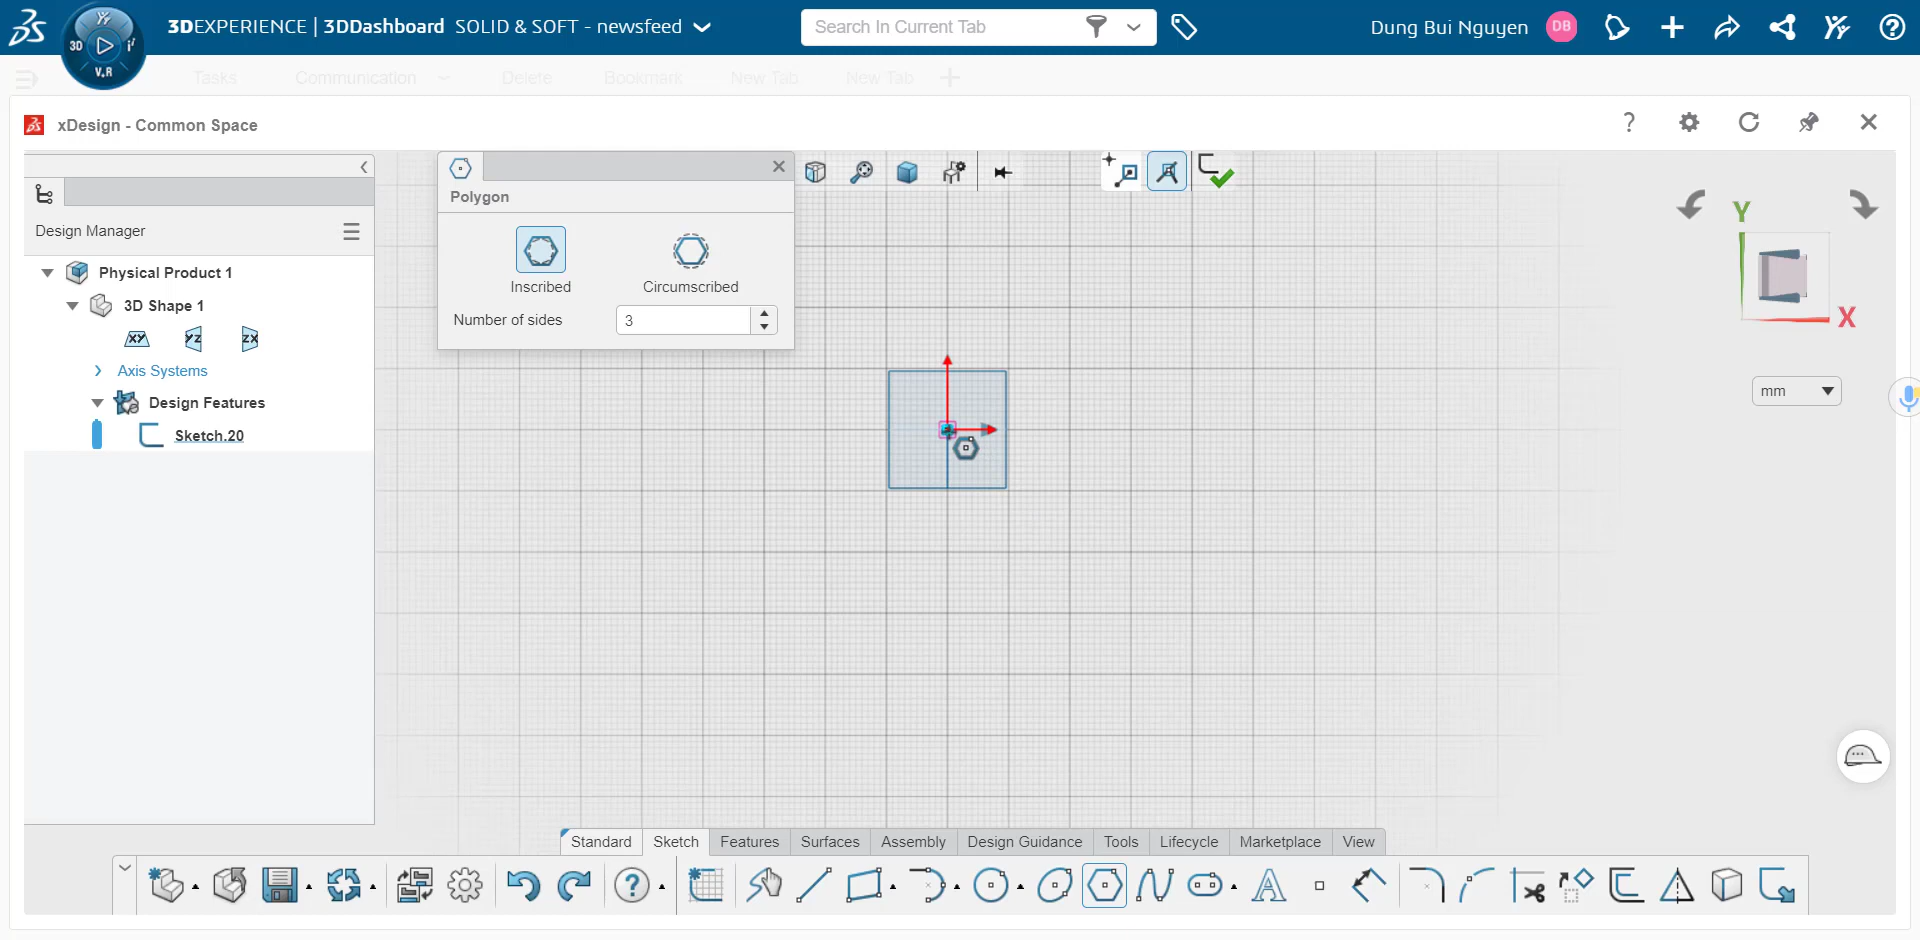 3DEXPERIENCE | 3DDashboard SOLID & SOFT - newsfeed
Search In Current Tab
Dung Bui Nguyen DB
3D
V.R
Tasks Communication Delete Bookmark New Tab New Tab
xDesign - Common Space
Design Manager
Physical Product 1
3D Shape 1
XY YZ ZX
Axis Systems
Design Features
Sketch.20
Polygon
Inscribed Circumscribed
Number of sides 3
Y
X
mm
Standard Sketch Features Surfaces Assembly Design Guidance Tools Lifecycle Marketplace View